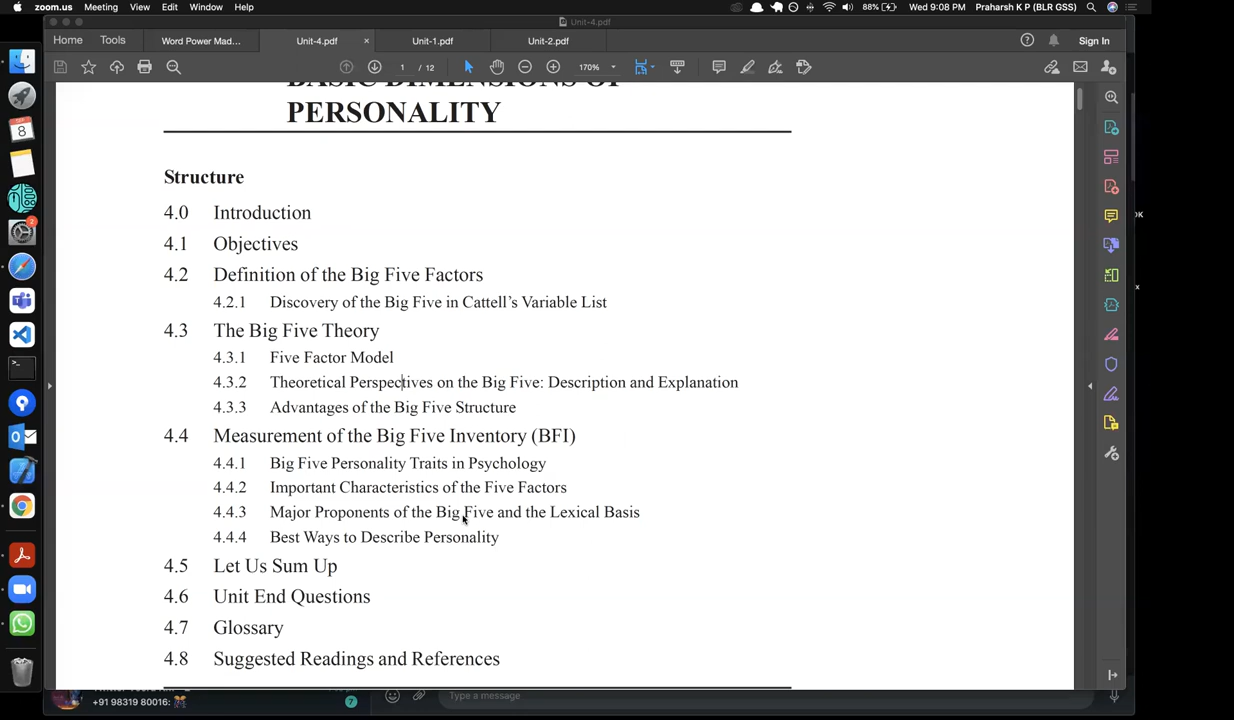 zoom.us Meeting View Edit Window Help 88% Wed 9:08 PM Praharsh K P (BLR GSS)
Unit-4.pdf
Home Tools Word Power Mad... Unit-4.pdf × Unit-1.pdf Unit-2.pdf Sign In
1 / 12 170%
BASIC DIMENSIONS OF
PERSONALITY
Structure
4.0 Introduction
4.1 Objectives
4.2 Definition of the Big Five Factors
4.2.1 Discovery of the Big Five in Cattell's Variable List
4.3 The Big Five Theory
4.3.1 Five Factor Model
4.3.2 Theoretical Perspectives on the Big Five: Description and Explanation
4.3.3 Advantages of the Big Five Structure
4.4 Measurement of the Big Five Inventory (BFI)
4.4.1 Big Five Personality Traits in Psychology
4.4.2 Important Characteristics of the Five Factors
4.4.3 Major Proponents of the Big Five and the Lexical Basis
4.4.4 Best Ways to Describe Personality
4.5 Let Us Sum Up
4.6 Unit End Questions
4.7 Glossary
4.8 Suggested Readings and References
+91 98319 80016: 7 Type a message
SEP
8
2